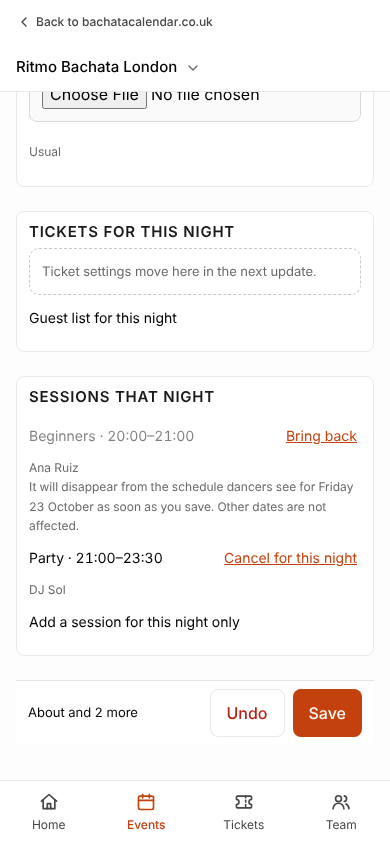 Back to bachatacalendar.co.uk
Ritmo Bachata London
Choose File No file chosen
Usual
TICKETS FOR THIS NIGHT
Ticket settings move here in the next update.
Guest list for this night
SESSIONS THAT NIGHT
Beginners · 20:00–21:00 Bring back
Ana Ruiz
It will disappear from the schedule dancers see for Friday
23 October as soon as you save. Other dates are not
affected.
Party · 21:00–23:30 Cancel for this night
DJ Sol
Add a session for this night only
About and 2 more Undo Save
Home Events Tickets Team